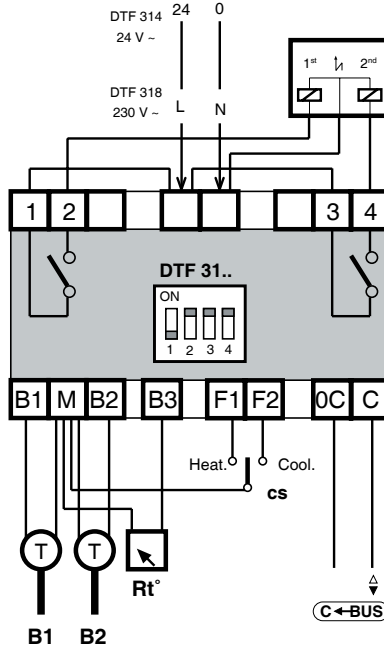 DTF 314 24 0
24 V ~
1st 2nd
DTF 318
230 V ~ L N
1 2 3 4
DTF 31..
ON
1 2 3 4
B1 M B2 B3 F1 F2 0C C
Heat. Cool.
cs
T T
Rt°
C BUS
B1 B2